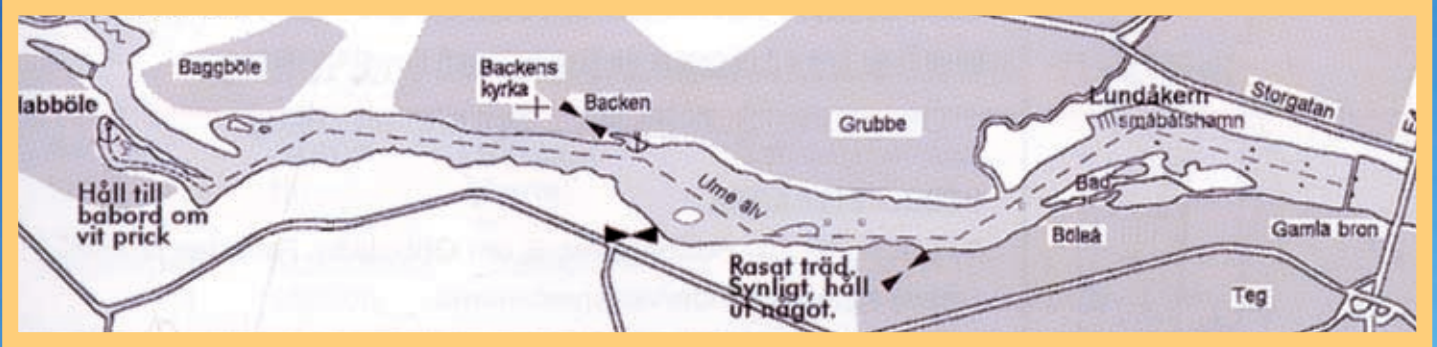 Baggböle
Backens
kyrka
Backen
Grubbe
Lundåkern
småbåtshamn
Storgatan
E4
labböle
Håll till
babord om
vit prick
Ume älv
Bad
Böleå
Gamla bron
Rasat träd.
Synligt, håll
ut något.
Teg